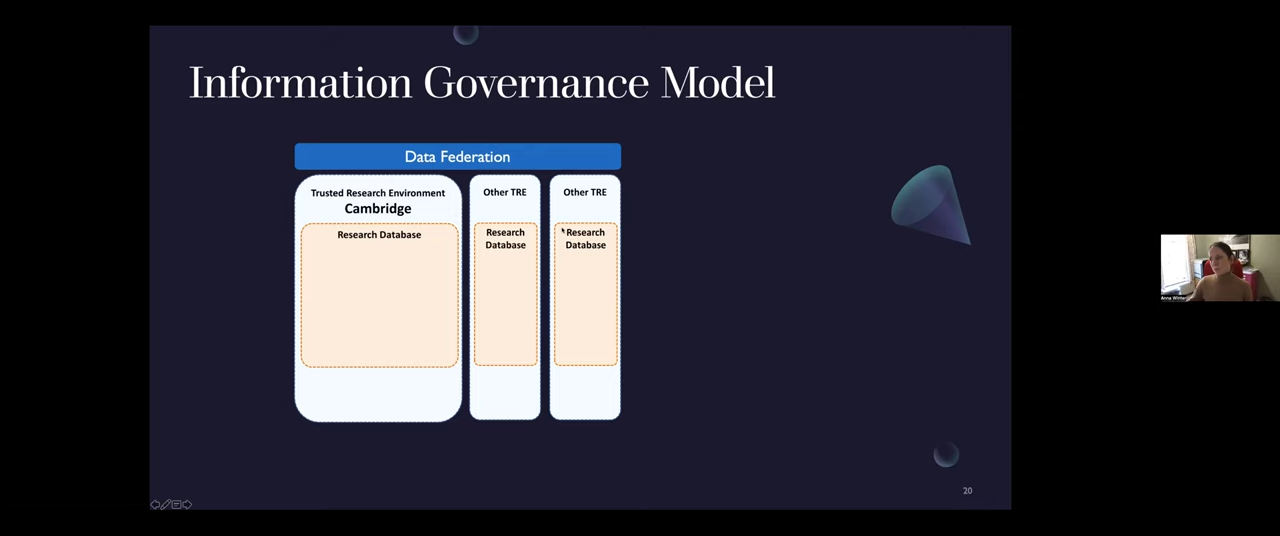 Information Governance Model
Data Federation
Trusted Research Environment
Cambridge
Research Database
Other TRE
Research
Database
Other TRE
Research
Database
20
Anna Winter